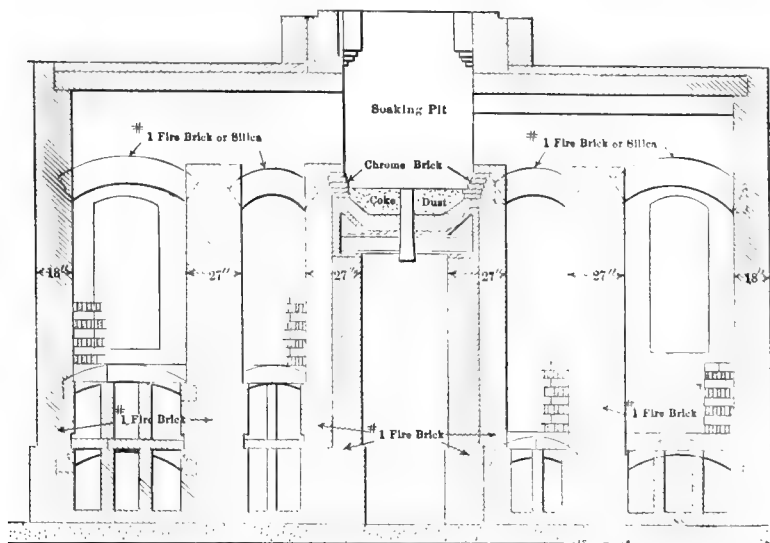 Soaking Pit
# 1 Fire Brick or Silica
# 1 Fire Brick or Silica
Chrome Brick
Coke Dust
18" 27" 27" 27" 27" 18"
# 1 Fire Brick
# 1 Fire Brick
# 1 Fire Brick